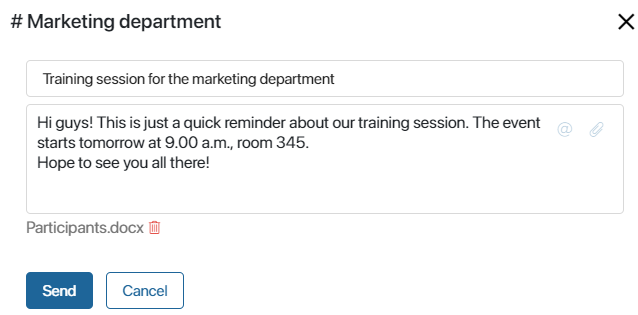 # Marketing department
Training session for the marketing department
Hi guys! This is just a quick reminder about our training session. The event
starts tomorrow at 9.00 a.m., room 345.
Hope to see you all there!
Participants.docx
Send Cancel